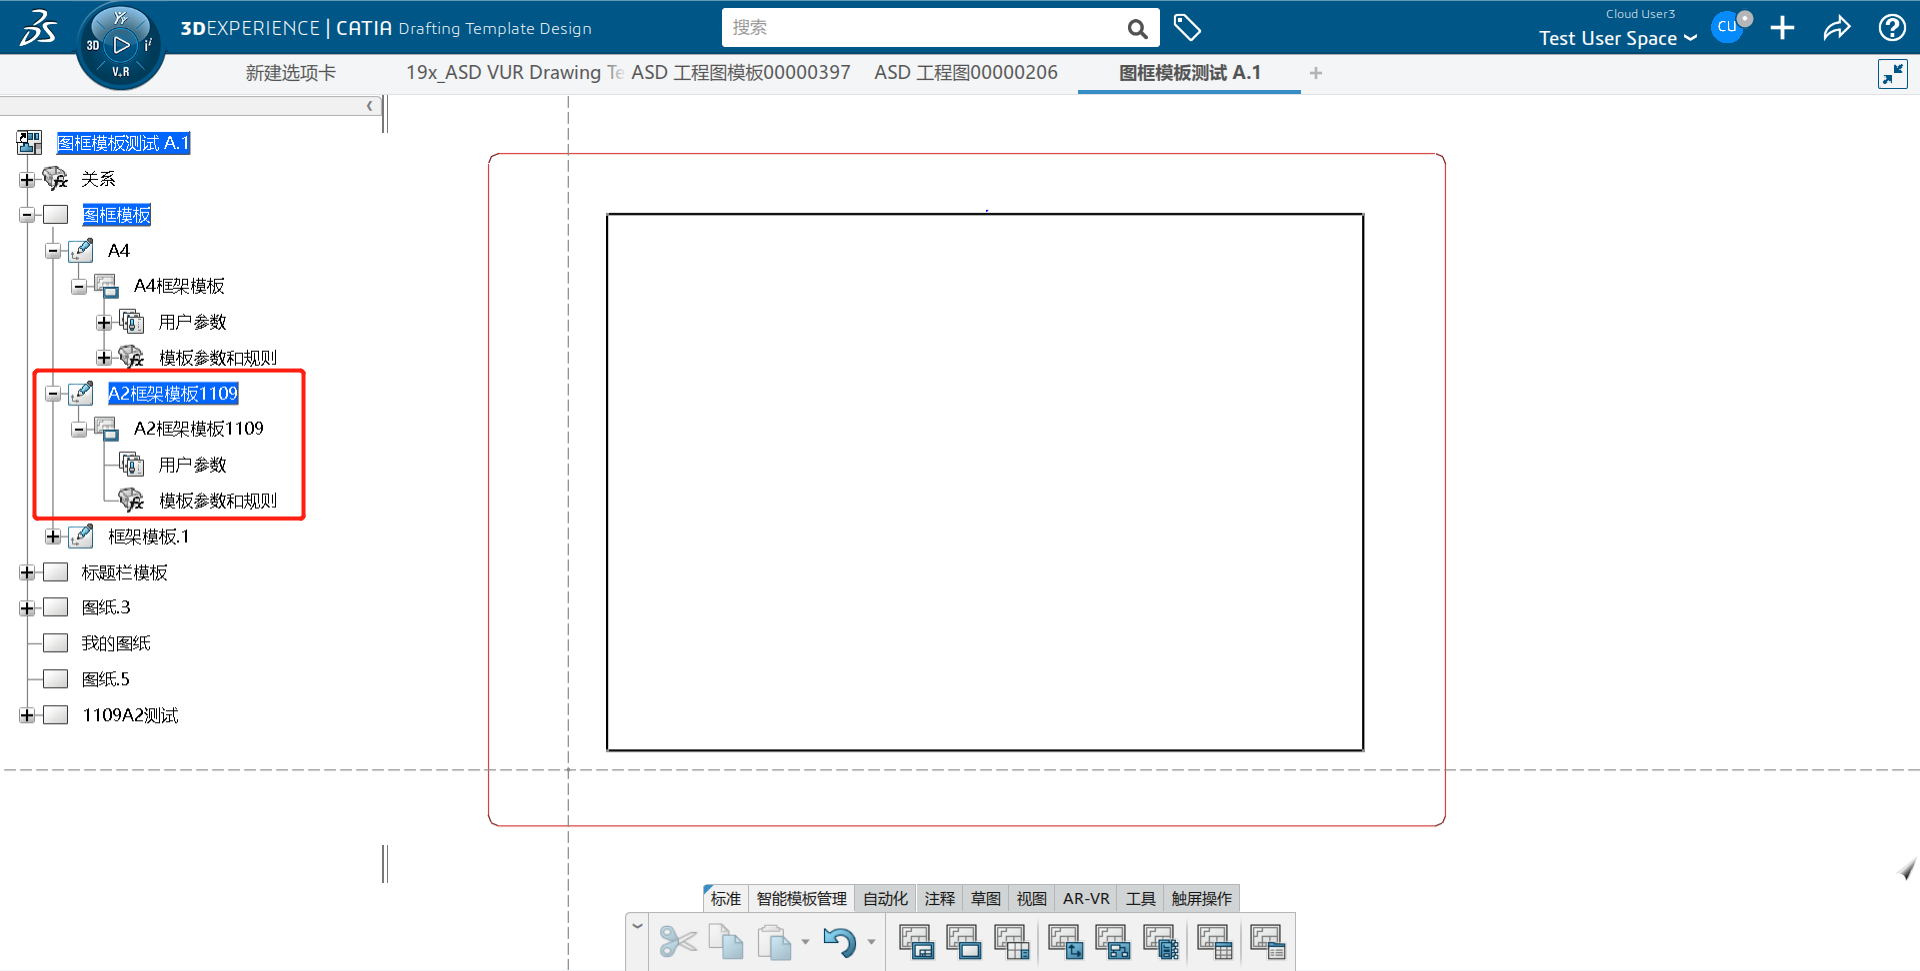 3DEXPERIENCE | CATIA Drafting Template Design
搜索
Cloud User3
Test User Space
CU
3D
V.R
新建选项卡
19x_ASD VUR Drawing Te
ASD 工程图模板00000397
ASD 工程图00000206
图框模板测试 A.1
图框模板测试 A.1
关系
图框模板
A4
A4框架模板
用户参数
模板参数和规则
A2框架模板1109
A2框架模板1109
用户参数
模板参数和规则
框架模板.1
标题栏模板
图纸.3
我的图纸
图纸.5
1109A2测试
标准
智能模板管理
自动化
注释
草图
视图
AR-VR
工具
触屏操作